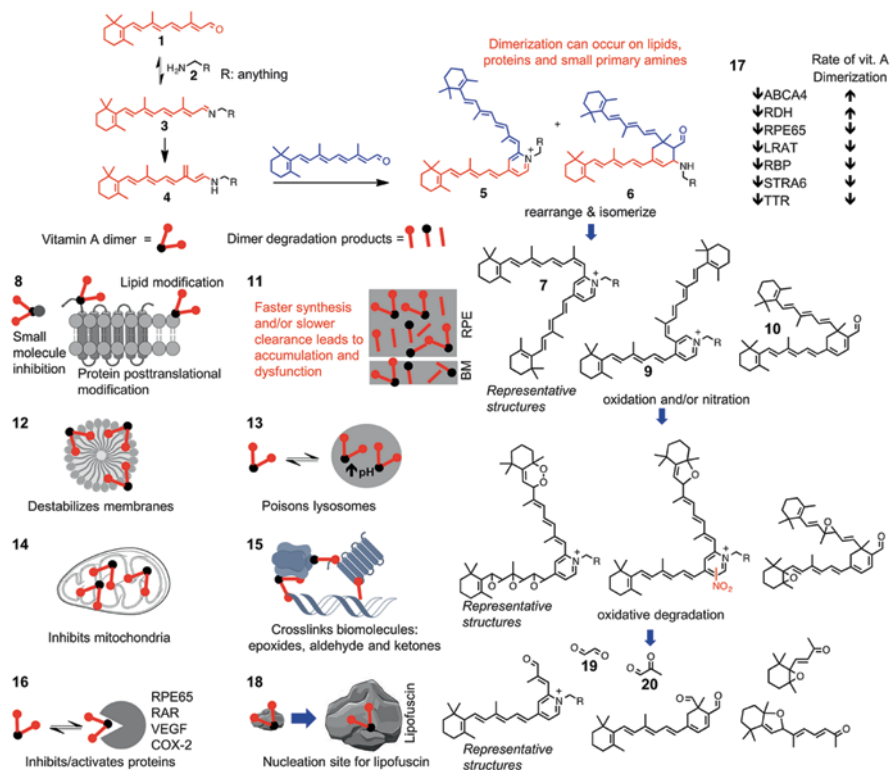 1
H₂N
R
2
R: anything
N
R
3
N
H
R
4
O
O
Dimerization can occur on lipids,
proteins and small primary amines
+
N
+
R
5
O
NH
R
6
17
Rate of vit. A
Dimerization
↓ABCA4 ↑
↓RDH ↑
↓RPE65 ↓
↓LRAT ↓
↓RBP ↓
↓STRA6 ↓
↓TTR ↓
rearrange & isomerize
Vitamin A dimer =
Dimer degradation products =
8
Lipid modification
Small
molecule
inhibition
Protein posttranslational
modification
11
Faster synthesis
and/or slower
clearance leads to
accumulation and
dysfunction
RPE
BM
7
N
+
R
9
N
+
R
10
O
Representative
structures
oxidation and/or nitration
12
Destabilizes membranes
13
pH
Poisons lysosomes
14
Inhibits mitochondria
15
Crosslinks biomolecules:
epoxides, aldehyde and ketones
O
O
N
+
R
O
O
O
O
N
+
R
NO₂
O
O
O
Representative
structures
oxidative degradation
16
RPE65
RAR
VEGF
COX-2
Inhibits/activates proteins
18
Lipofuscin
Nucleation site for lipofuscin
O
N
+
R
O
O
19
O
O
20
O
O
O
O
O
O
Representative
structures